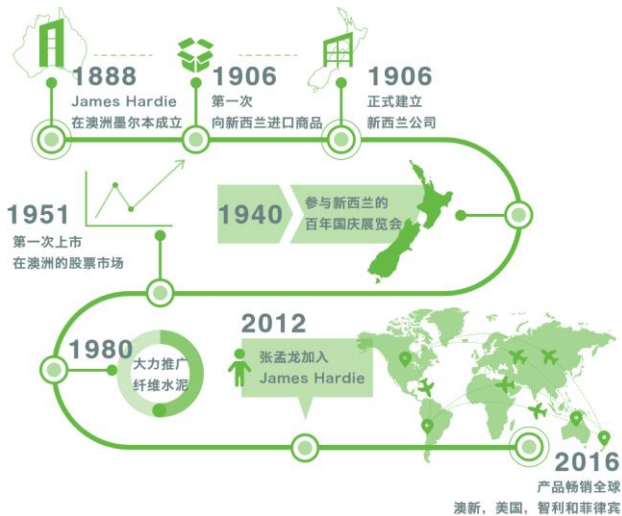 1888
James Hardie
在澳洲墨尔本成立
1906
第一次
向新西兰进口商品
1906
正式建立
新西兰公司
1940
参与新西兰的
百年国庆展览会
1951
第一次上市
在澳洲的股票市场
1980
大力推广
纤维水泥
2012
张孟龙加入
James Hardie
2016
产品畅销全球
澳新，美国，智利和菲律宾